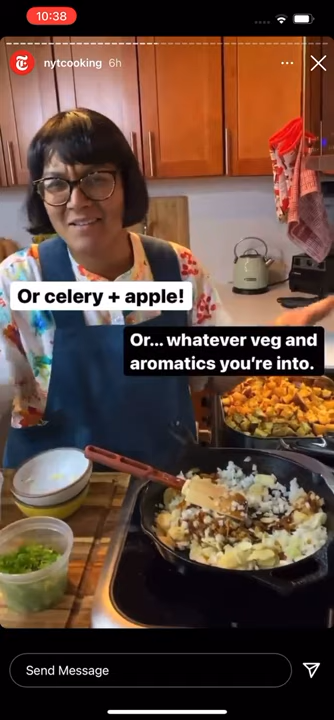 10:38
nytcooking 6h
Or celery + apple!
Or... whatever veg and
aromatics you're into.
Send Message